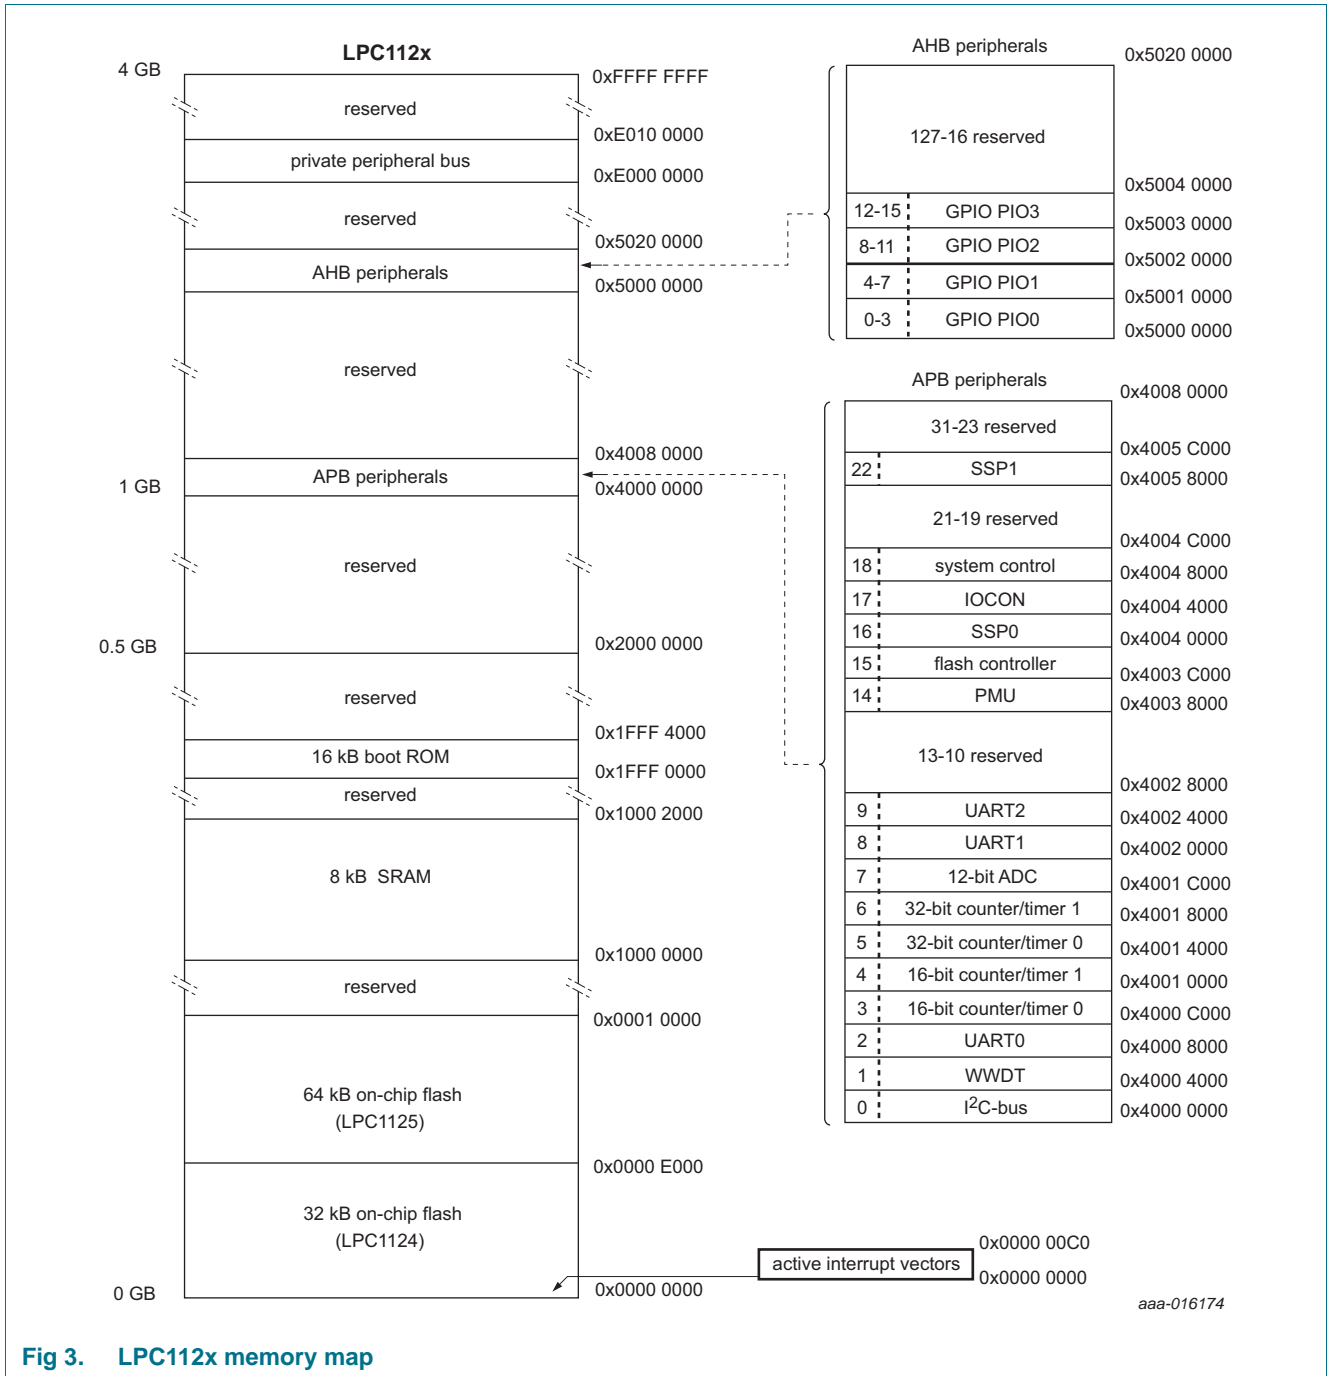 LPC112x
4 GB
0xFFFF FFFF
reserved
0xE010 0000
private peripheral bus
0xE000 0000
reserved
0x5020 0000
AHB peripherals
0x5000 0000
reserved
0x4008 0000
APB peripherals
1 GB
0x4000 0000
reserved
0.5 GB
0x2000 0000
reserved
0x1FFF 4000
16 kB boot ROM
0x1FFF 0000
reserved
0x1000 2000
8 kB SRAM
0x1000 0000
reserved
0x0001 0000
64 kB on-chip flash
(LPC1125)
0x0000 E000
32 kB on-chip flash
(LPC1124)
0 GB
0x0000 0000
AHB peripherals
0x5020 0000
127-16 reserved
0x5004 0000
12-15 GPIO PIO3
0x5003 0000
8-11 GPIO PIO2
0x5002 0000
4-7 GPIO PIO1
0x5001 0000
0-3 GPIO PIO0
0x5000 0000
APB peripherals
0x4008 0000
31-23 reserved
0x4005 C000
22 SSP1
0x4005 8000
21-19 reserved
0x4004 C000
18 system control
0x4004 8000
17 IOCON
0x4004 4000
16 SSP0
0x4004 0000
15 flash controller
0x4003 C000
14 PMU
0x4003 8000
13-10 reserved
0x4002 8000
9 UART2
0x4002 4000
8 UART1
0x4002 0000
7 12-bit ADC
0x4001 C000
6 32-bit counter/timer 1
0x4001 8000
5 32-bit counter/timer 0
0x4001 4000
4 16-bit counter/timer 1
0x4001 0000
3 16-bit counter/timer 0
0x4000 C000
2 UART0
0x4000 8000
1 WWDT
0x4000 4000
0 I²C-bus
0x4000 0000
0x0000 00C0
active interrupt vectors
0x0000 0000
aaa-016174
Fig 3. LPC112x memory map